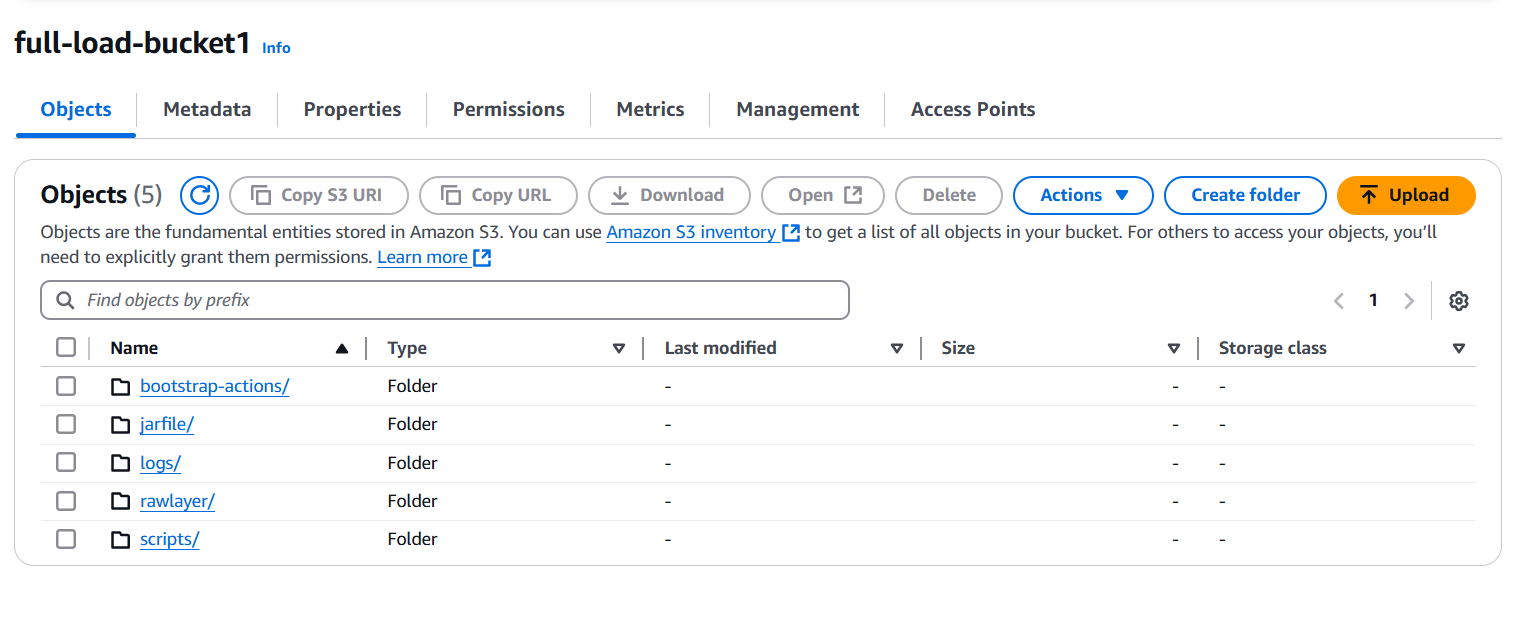 full-load-bucket1 Info
Objects Metadata Properties Permissions Metrics Management Access Points
Objects (5) Copy S3 URI Copy URL Download Open Delete Actions Create folder Upload
Objects are the fundamental entities stored in Amazon S3. You can use Amazon S3 inventory to get a list of all objects in your bucket. For others to access your objects, you’ll
need to explicitly grant them permissions. Learn more
Find objects by prefix 1
Name Type Last modified Size Storage class
bootstrap-actions/ Folder - - -
jarfile/ Folder - - -
logs/ Folder - - -
rawlayer/ Folder - - -
scripts/ Folder - - -